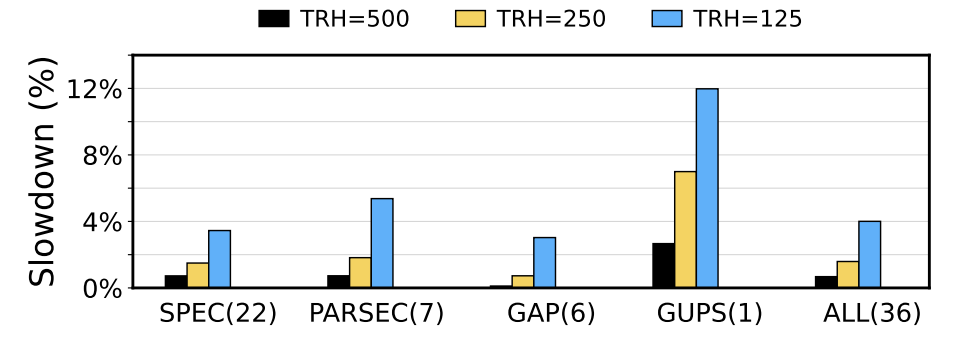 TRH=500 TRH=250 TRH=125
Slowdown (%)
12%
8%
4%
0%
SPEC(22) PARSEC(7) GAP(6) GUPS(1) ALL(36)